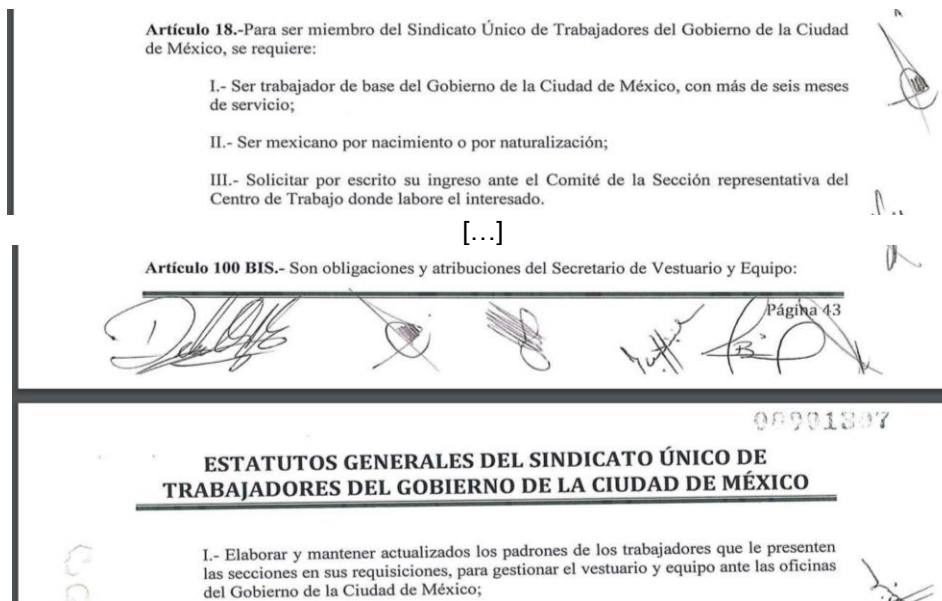 Artículo 18.-Para ser miembro del Sindicato Único de Trabajadores del Gobierno de la Ciudad
de México, se requiere:
I.- Ser trabajador de base del Gobierno de la Ciudad de México, con más de seis meses
de servicio;
II.- Ser mexicano por nacimiento o por naturalización;
III.- Solicitar por escrito su ingreso ante el Comité de la Sección representativa del
Centro de Trabajo donde labore el interesado.
[…]
Artículo 100 BIS.- Son obligaciones y atribuciones del Secretario de Vestuario y Equipo:
Página 43
ESTATUTOS GENERALES DEL SINDICATO ÚNICO DE
TRABAJADORES DEL GOBIERNO DE LA CIUDAD DE MÉXICO
I.- Elaborar y mantener actualizados los padrones de los trabajadores que le presenten
las secciones en sus requisiciones, para gestionar el vestuario y equipo ante las oficinas
del Gobierno de la Ciudad de México;